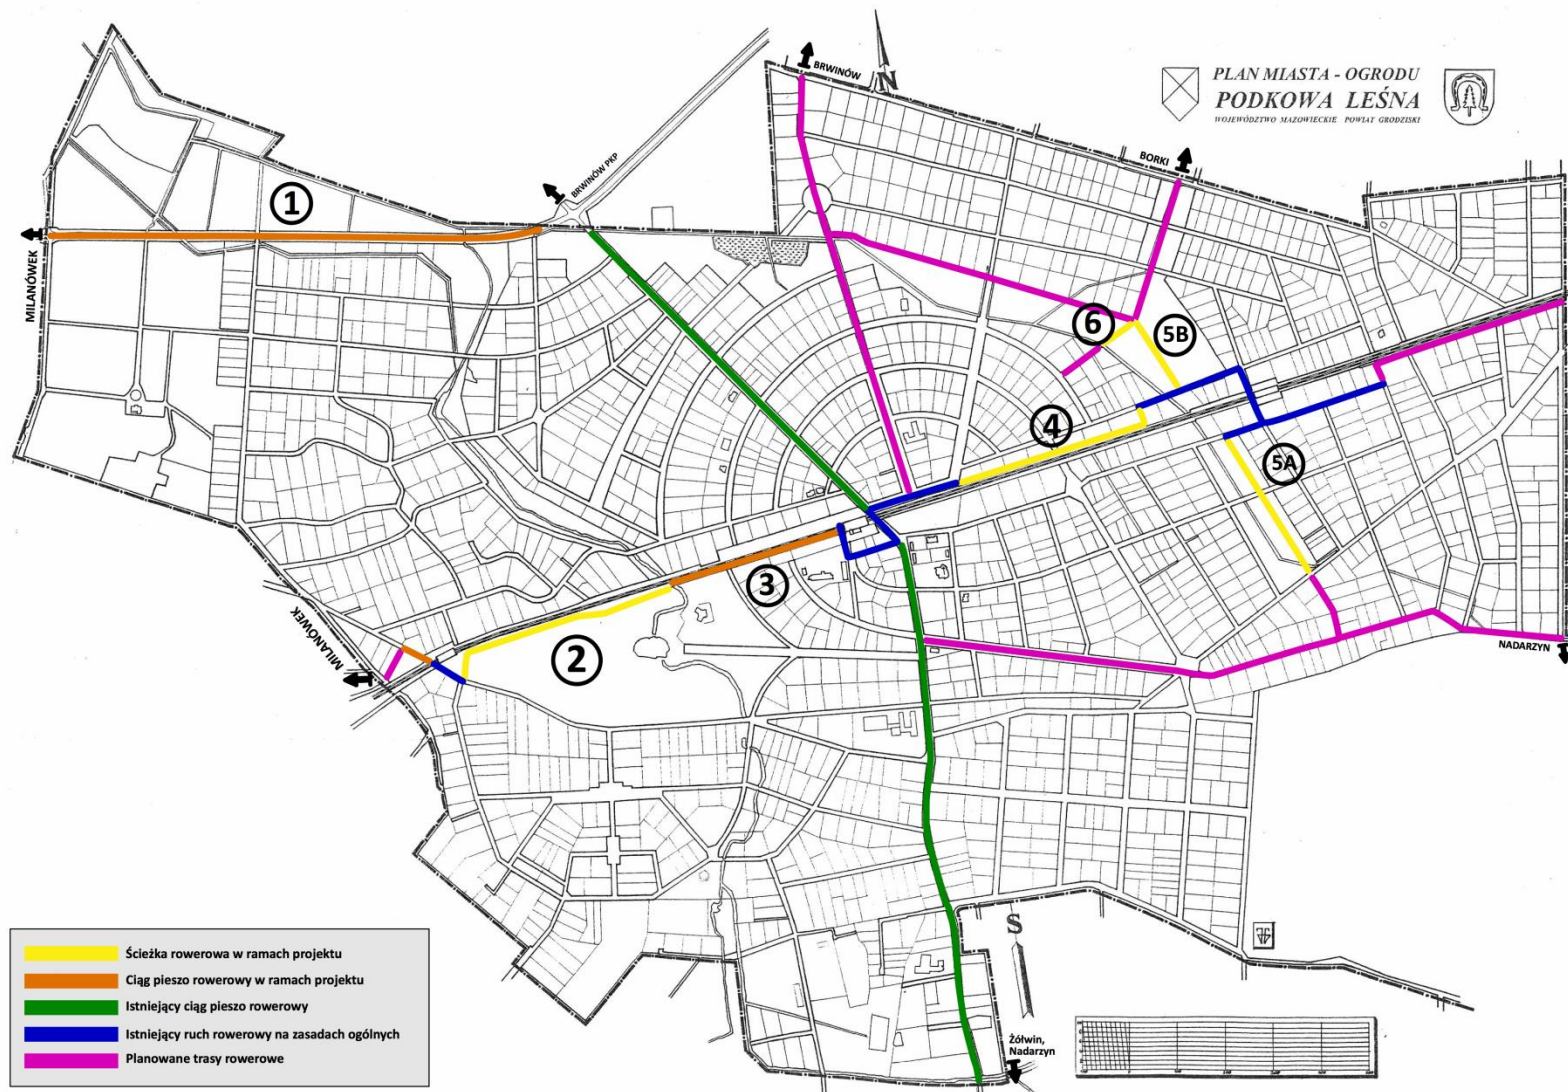 PLAN MIASTA - OGRODU
PODKOWA LEŚNA
WOJEWÓDZTWO MAZOWIECKIE POWIAT GRODZISKI
BRWINÓW
N
BORKI
BRWINÓW PKP
1
MILANÓWEK
6
5B
4
5A
3
MILANÓWEK
2
NADARZYN
S
Żółwin,
Nadarzyn
Ścieżka rowerowa w ramach projektu
Ciąg pieszo rowerowy w ramach projektu
Istniejący ciąg pieszo rowerowy
Istniejący ruch rowerowy na zasadach ogólnych
Planowane trasy rowerowe